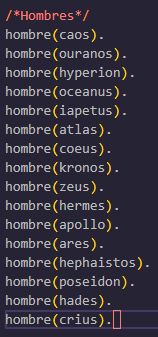 /*Hombres*/
hombre(caos).
hombre(ouranos).
hombre(hyperion).
hombre(oceanus).
hombre(iapetus).
hombre(atlas).
hombre(coeus).
hombre(kronos).
hombre(zeus).
hombre(hermes).
hombre(apollo).
hombre(ares).
hombre(hephaistos).
hombre(poseidon).
hombre(hades).
hombre(crius).